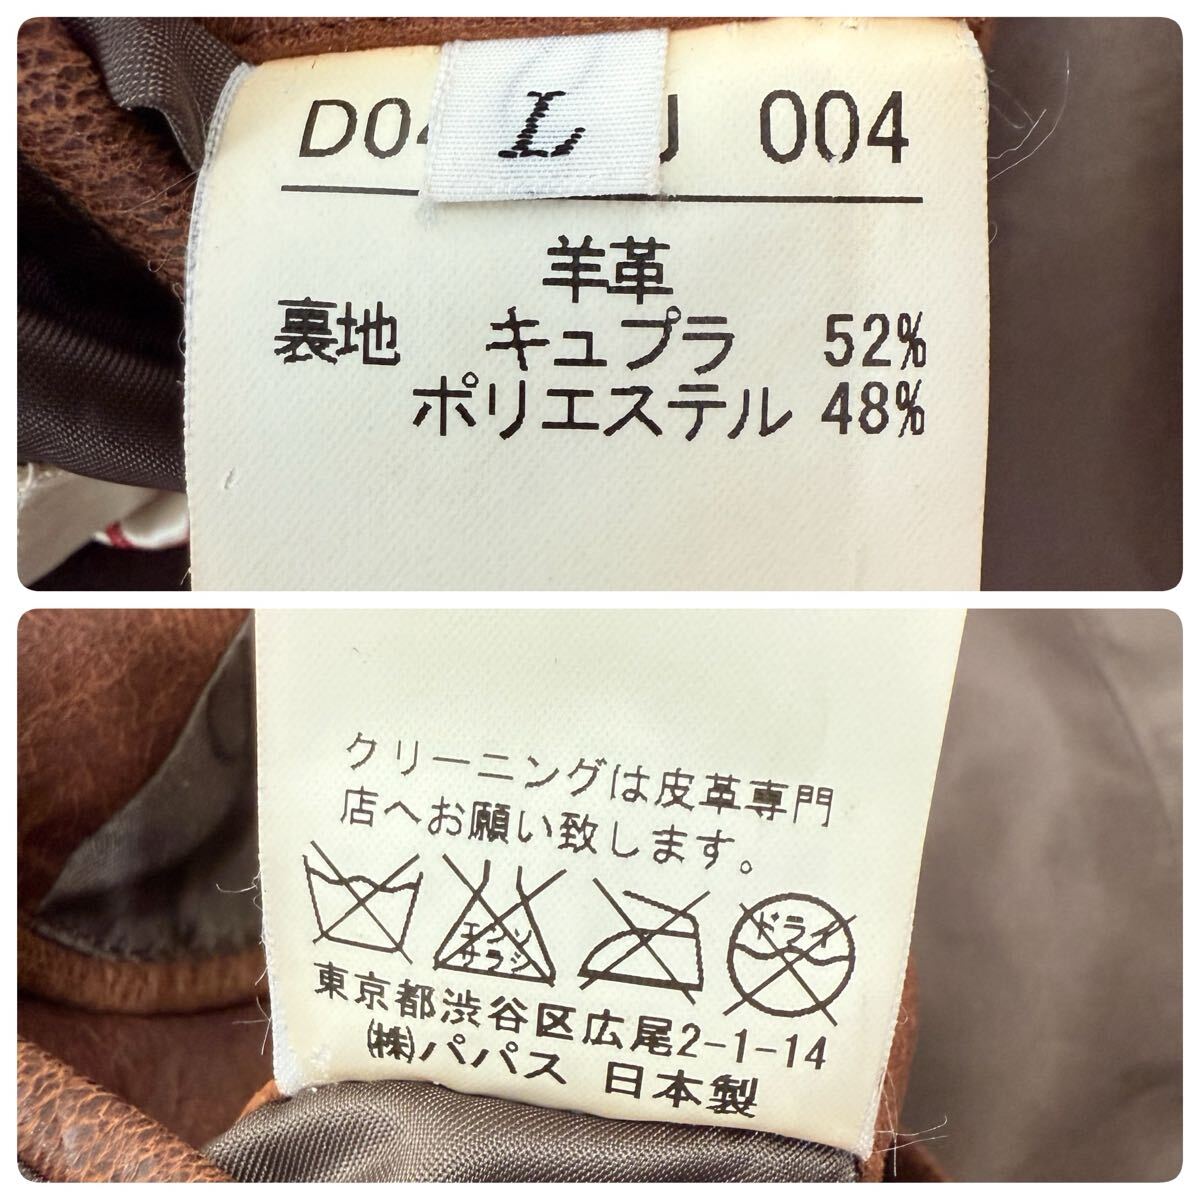 D04 L J 004
羊革
裏地 キュプラ 52%
ポリエステル 48%
クリーニングは皮革専門
店へお願い致します。
エンソ
サラシ
ドライ
東京都渋谷区広尾2-1-14
㈱パパス 日本製